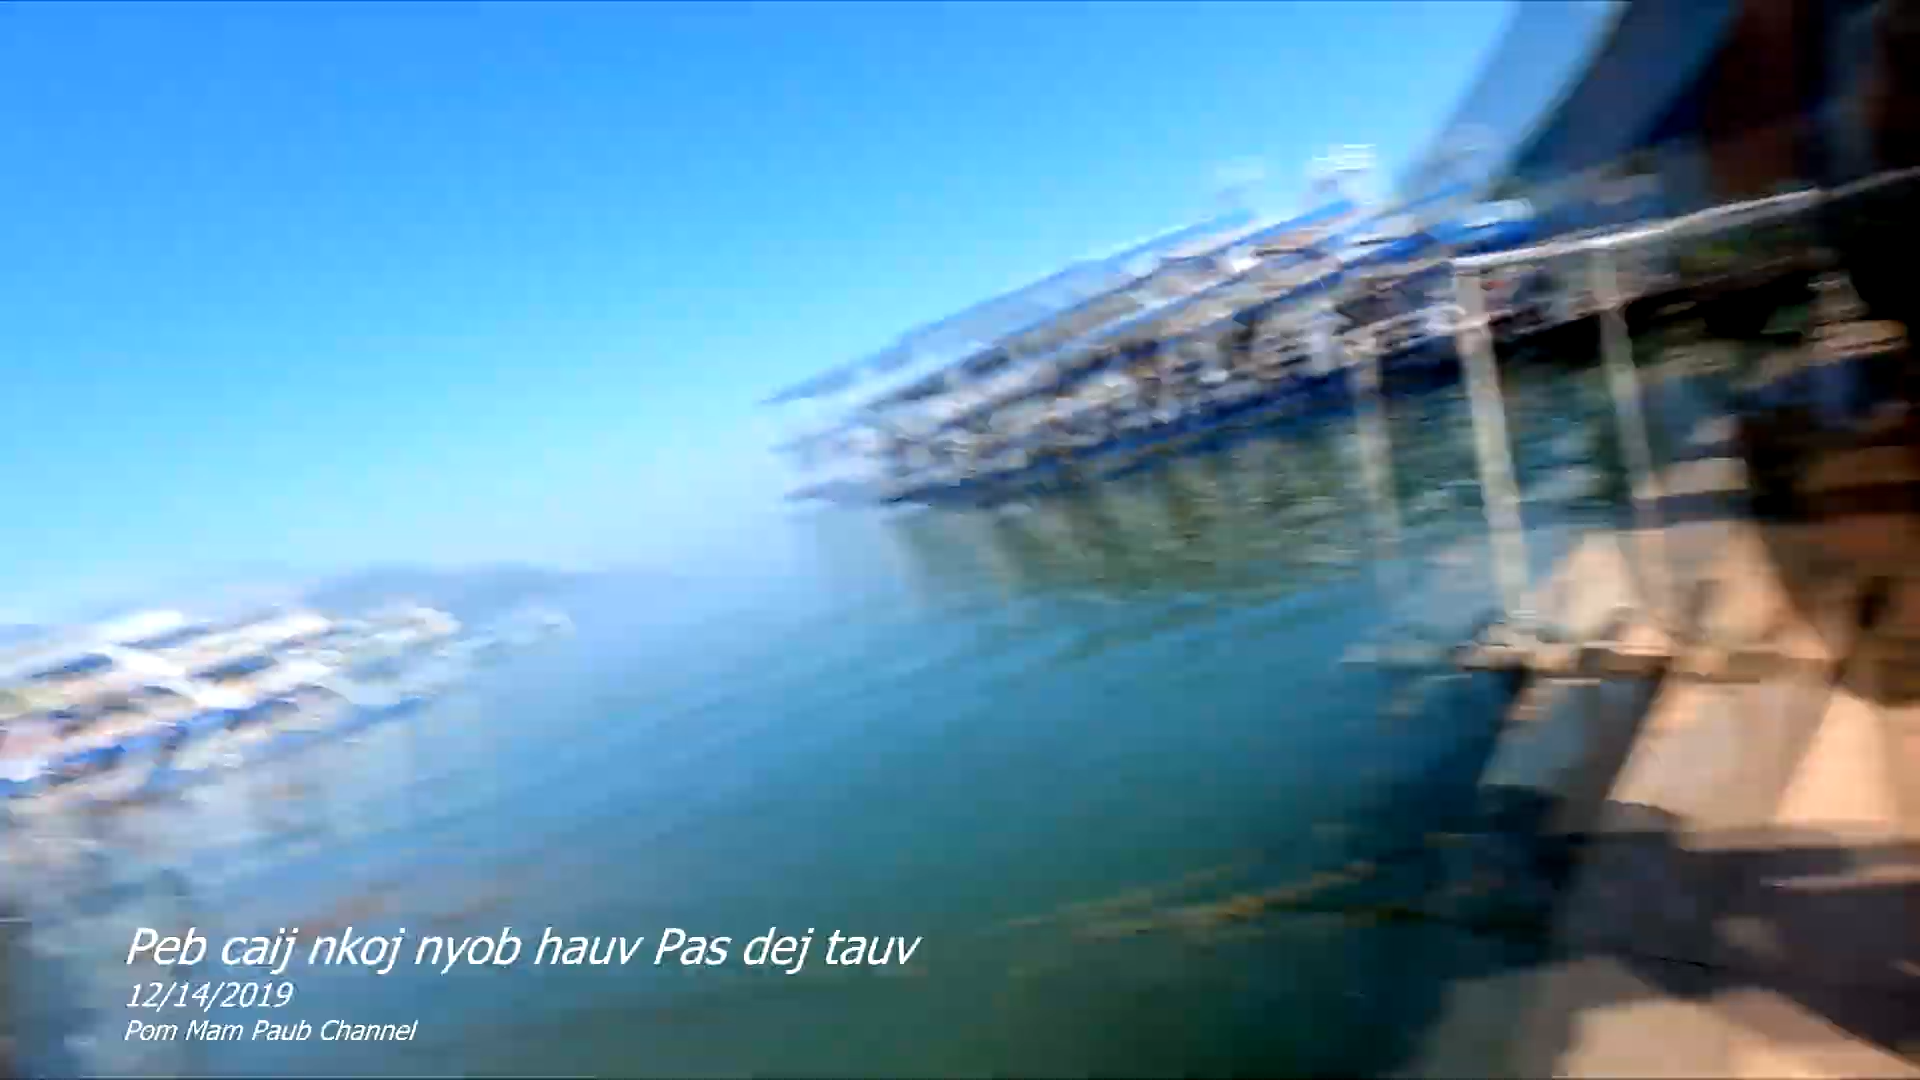 Peb caij nkoj nyob hauv Pas dej tauv
12/14/2019
Pom Mam Paub Channel